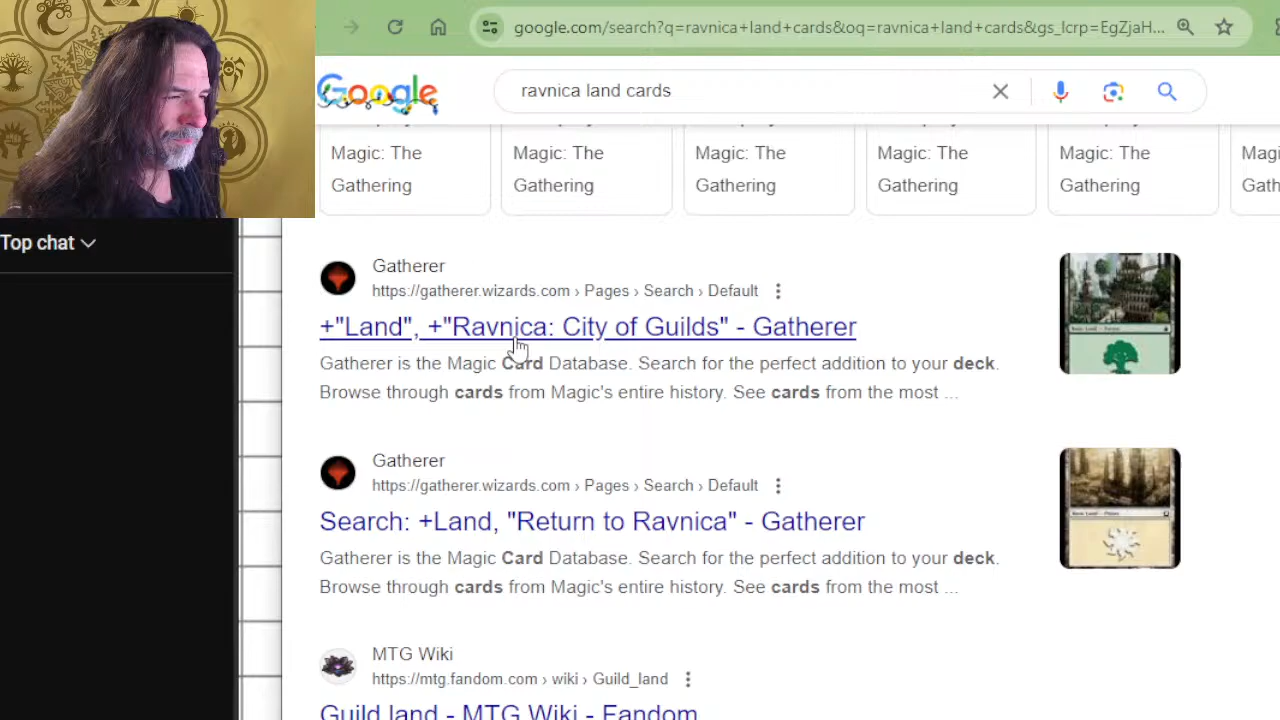 google.com/search?q=ravnica+land+cards&oq=ravnica+land+cards&gs_lcrp=EgZjaH...
Google
ravnica land cards
Magic: The
Gathering
Magic: The
Gathering
Magic: The
Gathering
Magic: The
Gathering
Magic: The
Gathering
Top chat
Gatherer
https://gatherer.wizards.com › Pages › Search › Default
+"Land", +"Ravnica: City of Guilds" - Gatherer
Gatherer is the Magic Card Database. Search for the perfect addition to your deck.
Browse through cards from Magic's entire history. See cards from the most ...
Gatherer
https://gatherer.wizards.com › Pages › Search › Default
Search: +Land, "Return to Ravnica" - Gatherer
Gatherer is the Magic Card Database. Search for the perfect addition to your deck.
Browse through cards from Magic's entire history. See cards from the most ...
MTG Wiki
https://mtg.fandom.com › wiki › Guild_land
Guild land - MTG Wiki - Fandom